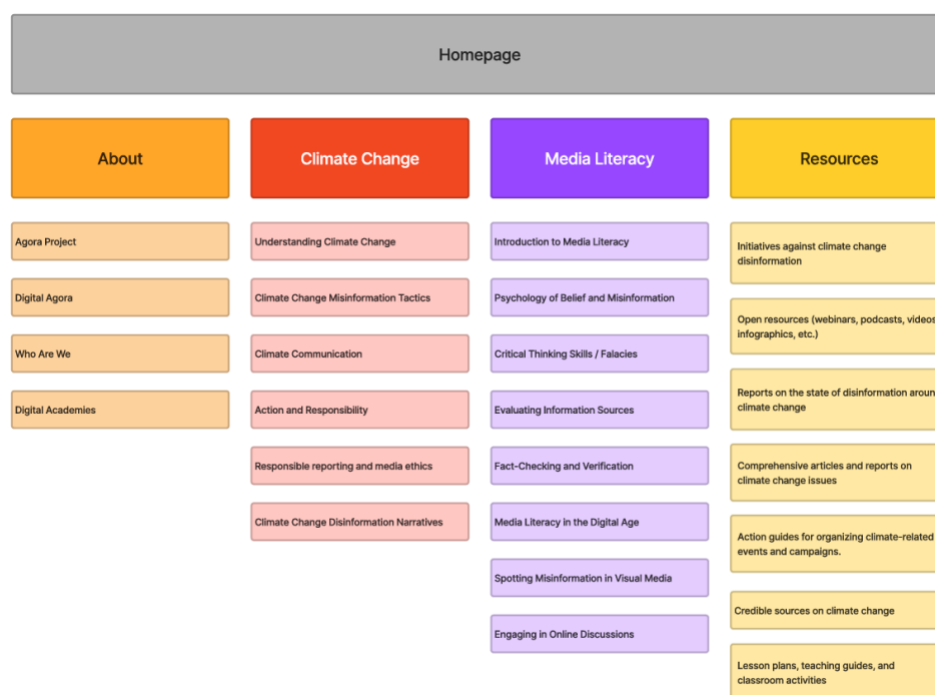 Homepage
About
Agora Project
Digital Agora
Who Are We
Digital Academies
Climate Change
Understanding Climate Change
Climate Change Misinformation Tactics
Climate Communication
Action and Responsibility
Responsible reporting and media ethics
Climate Change Disinformation Narratives
Media Literacy
Introduction to Media Literacy
Psychology of Belief and Misinformation
Critical Thinking Skills / Falacies
Evaluating Information Sources
Fact-Checking and Verification
Media Literacy in the Digital Age
Spotting Misinformation in Visual Media
Engaging in Online Discussions
Resources
Initiatives against climate change
disinformation
Open resources (webinars, podcasts, videos
infographics, etc.)
Reports on the state of disinformation aroun
climate change
Comprehensive articles and reports on
climate change issues
Action guides for organizing climate-related
events and campaigns.
Credible sources on climate change
Lesson plans, teaching guides, and
classroom activities